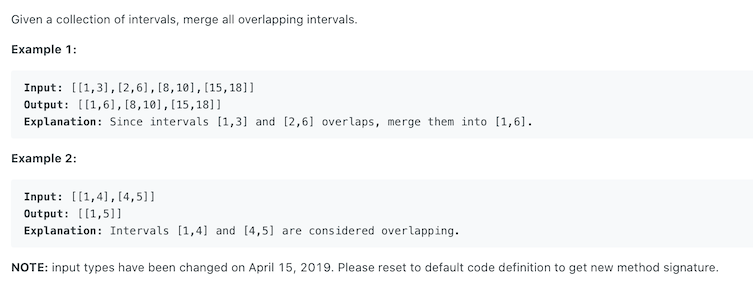 Given a collection of intervals, merge all overlapping intervals.
Example 1:
Input: [[1,3],[2,6],[8,10],[15,18]]
Output: [[1,6],[8,10],[15,18]]
Explanation: Since intervals [1,3] and [2,6] overlaps, merge them into [1,6].
Example 2:
Input: [[1,4],[4,5]]
Output: [[1,5]]
Explanation: Intervals [1,4] and [4,5] are considered overlapping.
NOTE: input types have been changed on April 15, 2019. Please reset to default code definition to get new method signature.